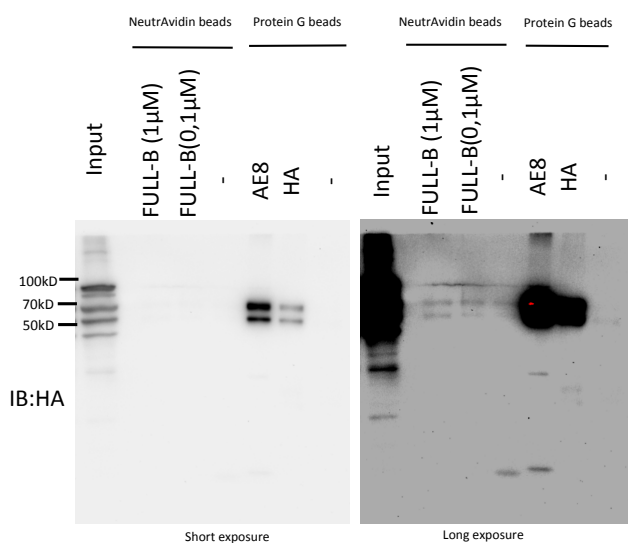 NeutrAvidin beads
Protein G beads
NeutrAvidin beads
Protein G beads
Input
FULL-B (1µM)
FULL-B(0,1µM)
-
AE8
HA
-
Input
FULL-B (1µM)
FULL-B(0,1µM)
-
AE8
HA
-
100kD
70kD
50kD
IB:HA
Short exposure
Long exposure